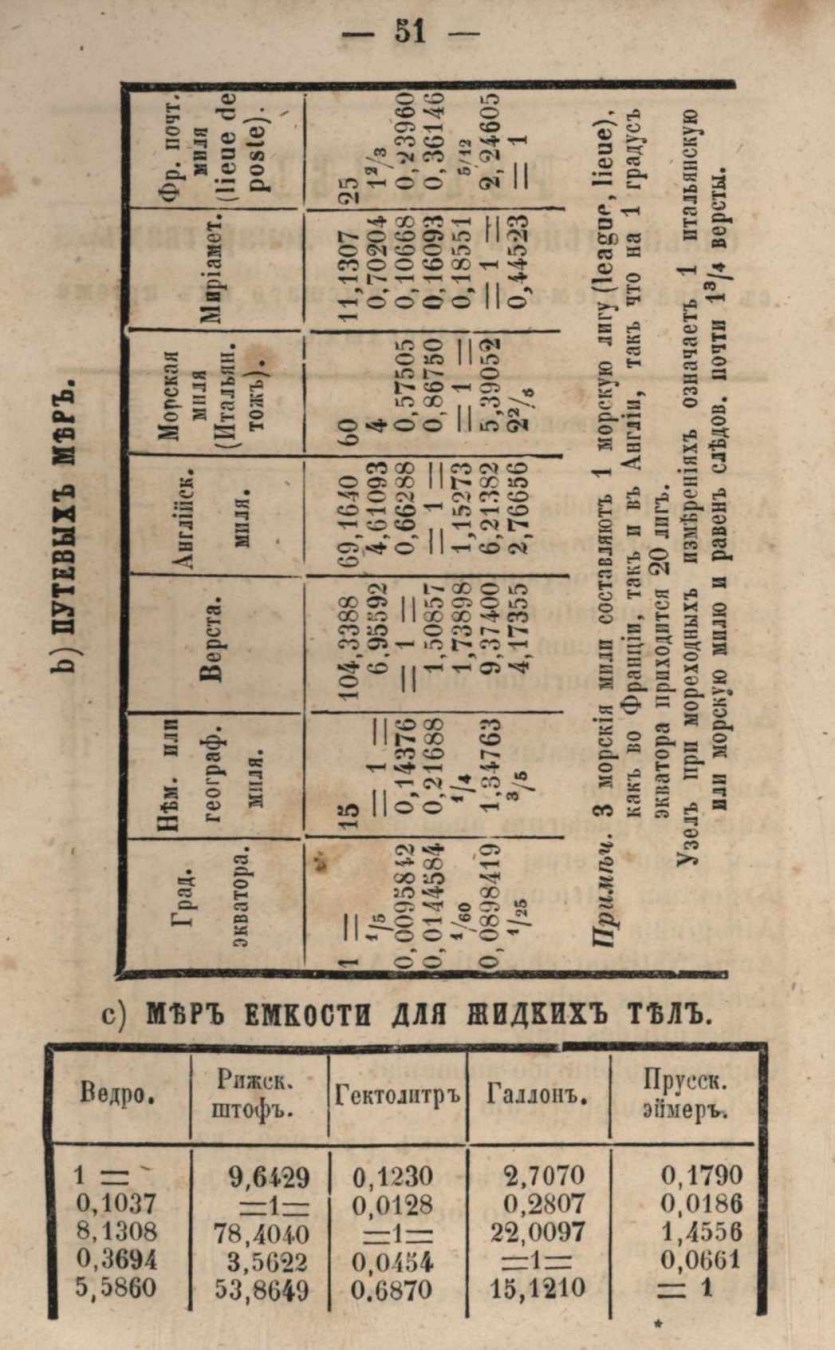 — 51 —
b) ПУТЕВЫХЪ МѢРЪ.
Град. экватора. | Нѣм. или географ. миля. | Верста. | Англійск. миля. | Морская миля (Итальян. тожъ). | Миріамет. | Фр. почт. миля (lieue de poste).
1 = | 15 | 104,3388 | 69,1640 | 60 | 11,1307 | 25
1/15 | = 1 = | 6,95592 | 4,61093 | 4 | 0,70204 | 1 2/3
0,0095842 | 0,14376 | = 1 = | 0,66288 | 0,57505 | 0,10668 | 0,23960
0,0144584 | 0,21688 | 1,50857 | = 1 = | 0,86750 | 0,16093 | 0,36146
1/60 | 1/4 | 1,73898 | 1,15273 | = 1 = | 0,18551 | 5/12
0,0898419 | 1,34763 | 9,37400 | 6,21382 | 5,39052 | = 1 = | 2,24605
1/25 | 3/5 | 4,17355 | 2,76656 | 2 2/5 | 0,44523 | = 1
Примѣч. 3 морскія мили составляютъ 1 морскую лигу (league, lieue),
какъ во Франціи, такъ и въ Англіи, такъ что на 1 градусъ
экватора приходится 20 лигъ.
Узелъ при мореходныхъ измѣреніяхъ означаетъ 1 итальянскую
или морскую милю и равенъ слѣдов. почти 1 3/4 версты.
c) МѢРЪ ЕМКОСТИ ДЛЯ ЖИДКИХЪ ТѢЛЪ.
Ведро. | Рижск. штофъ. | Гектолитръ | Галлонъ. | Прусск. эймеръ.
1 = | 9,6429 | 0,1230 | 2,7070 | 0,1790
0,1037 | =1= | 0,0128 | 0,2807 | 0,0186
8,1308 | 78,4040 | =1= | 22,0097 | 1,4556
0,3694 | 3,5622 | 0,0454 | =1= | 0,0661
5,5860 | 53,8649 | 0.6870 | 15,1210 | = 1
*